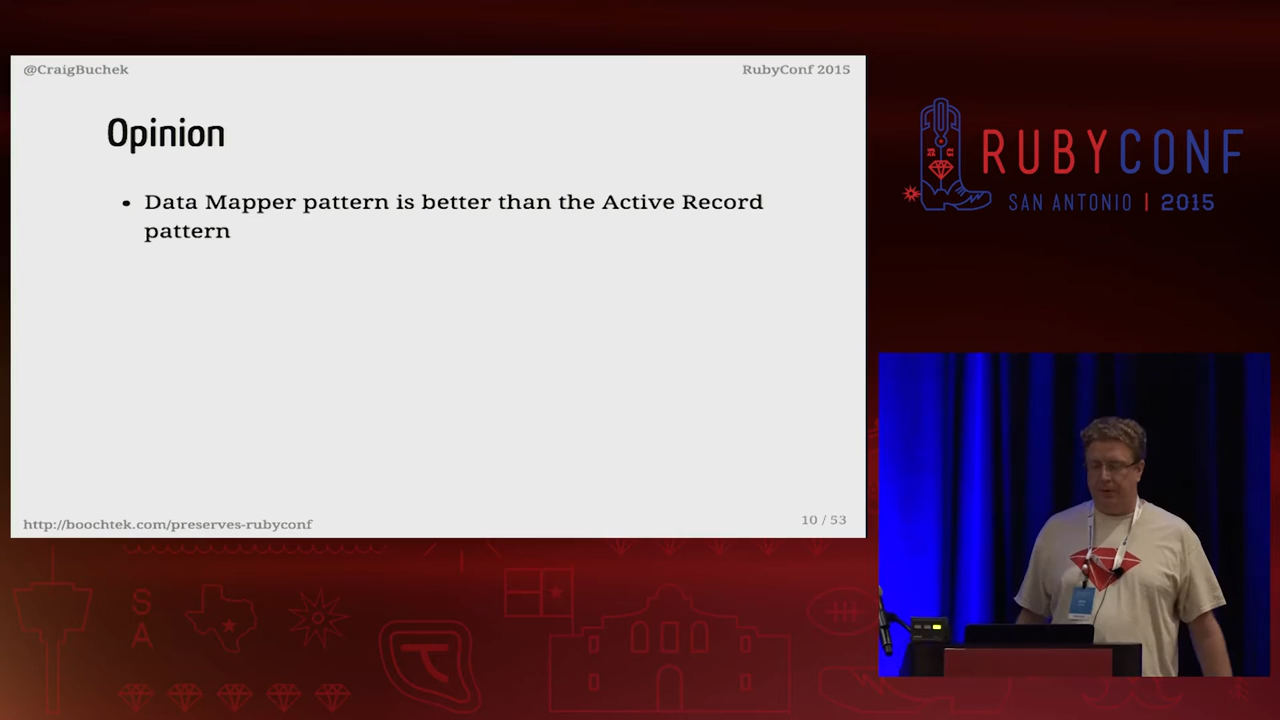 @CraigBuchek
RubyConf 2015
Opinion
• Data Mapper pattern is better than the Active Record
pattern
http://boochtek.com/preserves-rubyconf
10 / 53
RUBYCONF
SAN ANTONIO | 2015
S
A